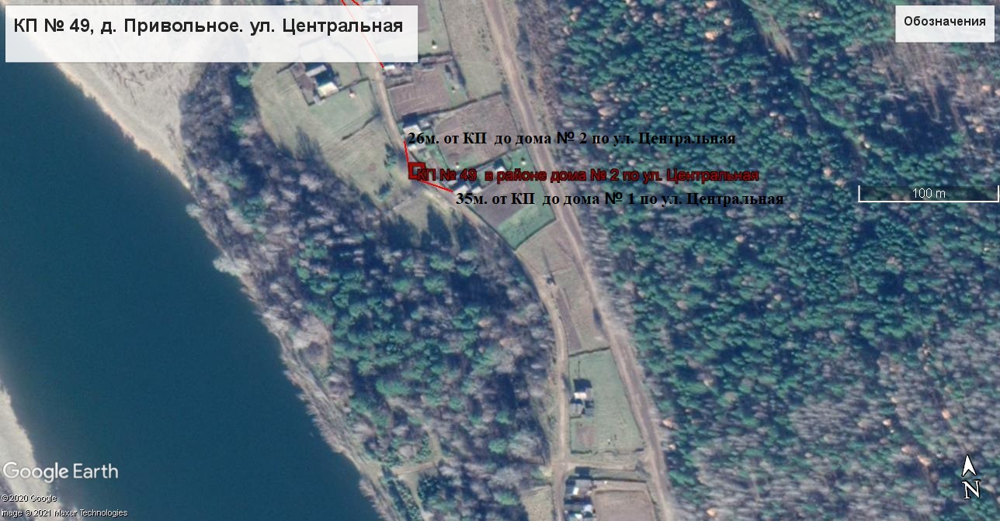 КП № 49, д. Привольное. ул. Центральная
Обозначения
26м. от КП до дома № 2 по ул. Центральная
КП № 49 в районе дома № 2 по ул. Центральная
35м. от КП до дома № 1 по ул. Центральная
100 m
N
Google Earth
©2020 Google
Image © 2021 Maxar Technologies